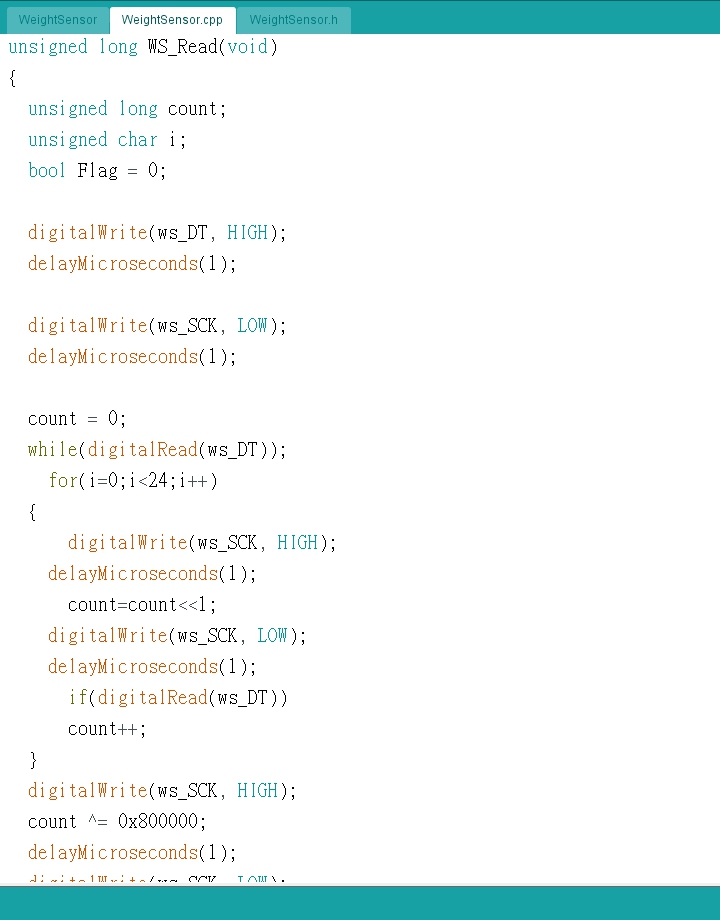 WeightSensor WeightSensor.cpp WeightSensor.h
unsigned long WS_Read(void)
{
unsigned long count;
unsigned char i;
bool Flag = 0;
digitalWrite(ws_DT, HIGH);
delayMicroseconds(1);
digitalWrite(ws_SCK, LOW);
delayMicroseconds(1);
count = 0;
while(digitalRead(ws_DT));
for(i=0;i<24;i++)
{
digitalWrite(ws_SCK, HIGH);
delayMicroseconds(1);
count=count<<1;
digitalWrite(ws_SCK, LOW);
delayMicroseconds(1);
if(digitalRead(ws_DT))
count++;
}
digitalWrite(ws_SCK, HIGH);
count ^= 0x800000;
delayMicroseconds(1);
digitalWrite(ws_SCK, LOW);